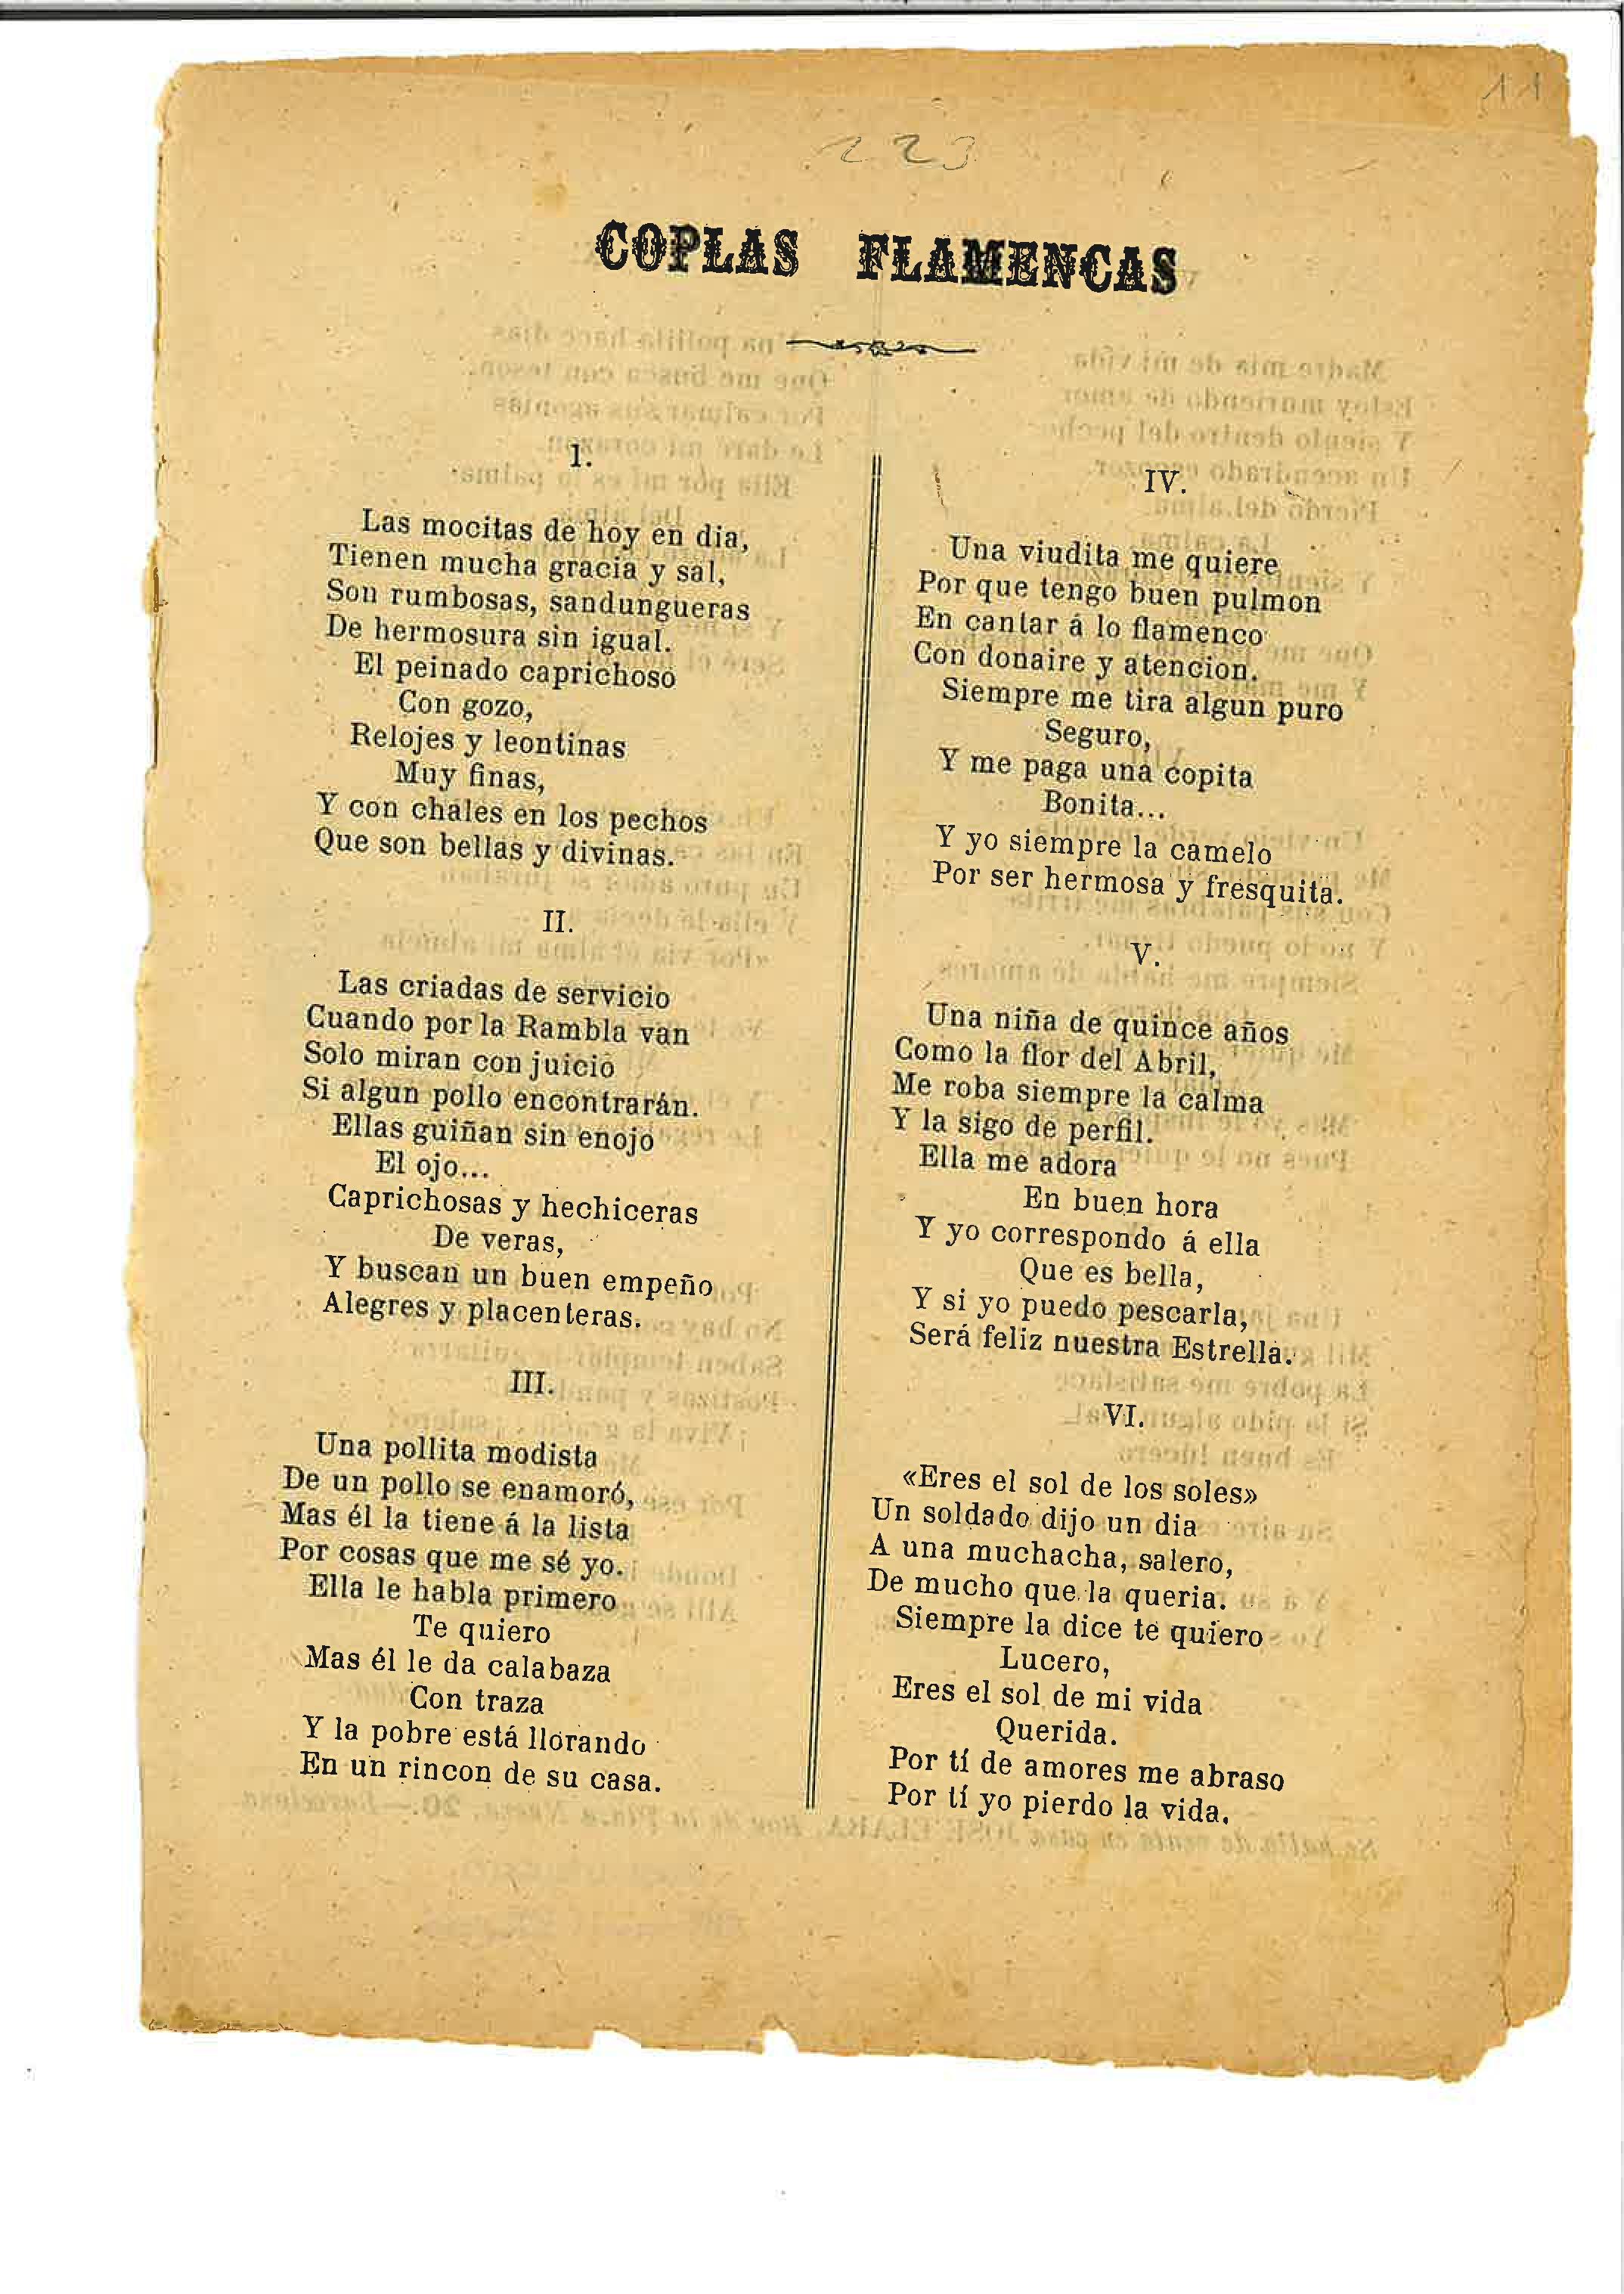 11
223
COPLAS FLAMENCAS
I.
Las mocitas de hoy en dia,
Tienen mucha gracia y sal,
Son rumbosas, sandungueras
De hermosura sin igual.
El peinado caprichoso
Con gozo,
Relojes y leontinas
Muy finas,
Y con chales en los pechos
Que son bellas y divinas.
II.
Las criadas de servicio
Cuando por la Rambla van
Solo miran con juicio
Si algun pollo encontrarán.
Ellas guiñan sin enojo
El ojo...
Caprichosas y hechiceras
De veras,
Y buscan un buen empeño
Alegres y placenteras.
III.
Una pollita modista
De un pollo se enamoró,
Mas él la tiene á la lista
Por cosas que me sé yo.
Ella le habla primero
Te quiero
Mas él le da calabaza
Con traza
Y la pobre está llorando
En un rincon de su casa.
IV.
Una viudita me quiere
Por que tengo buen pulmon
En cantar á lo flamenco
Con donaire y atencion.
Siempre me tira algun puro
Seguro,
Y me paga una copita
Bonita...
Y yo siempre la camelo
Por ser hermosa y fresquita.
V.
Una niña de quince años
Como la flor del Abril,
Me roba siempre la calma
Y la sigo de perfil.
Ella me adora
En buen hora
Y yo correspondo á ella
Que es bella,
Y si yo puedo pescarla,
Será feliz nuestra Estrella.
VI.
«Eres el sol de los soles»
Un soldado dijo un dia
A una muchacha, salero,
De mucho que la queria.
Siempre la dice te quiero
Lucero,
Eres el sol de mi vida
Querida.
Por tí de amores me abraso
Por tí yo pierdo la vida.